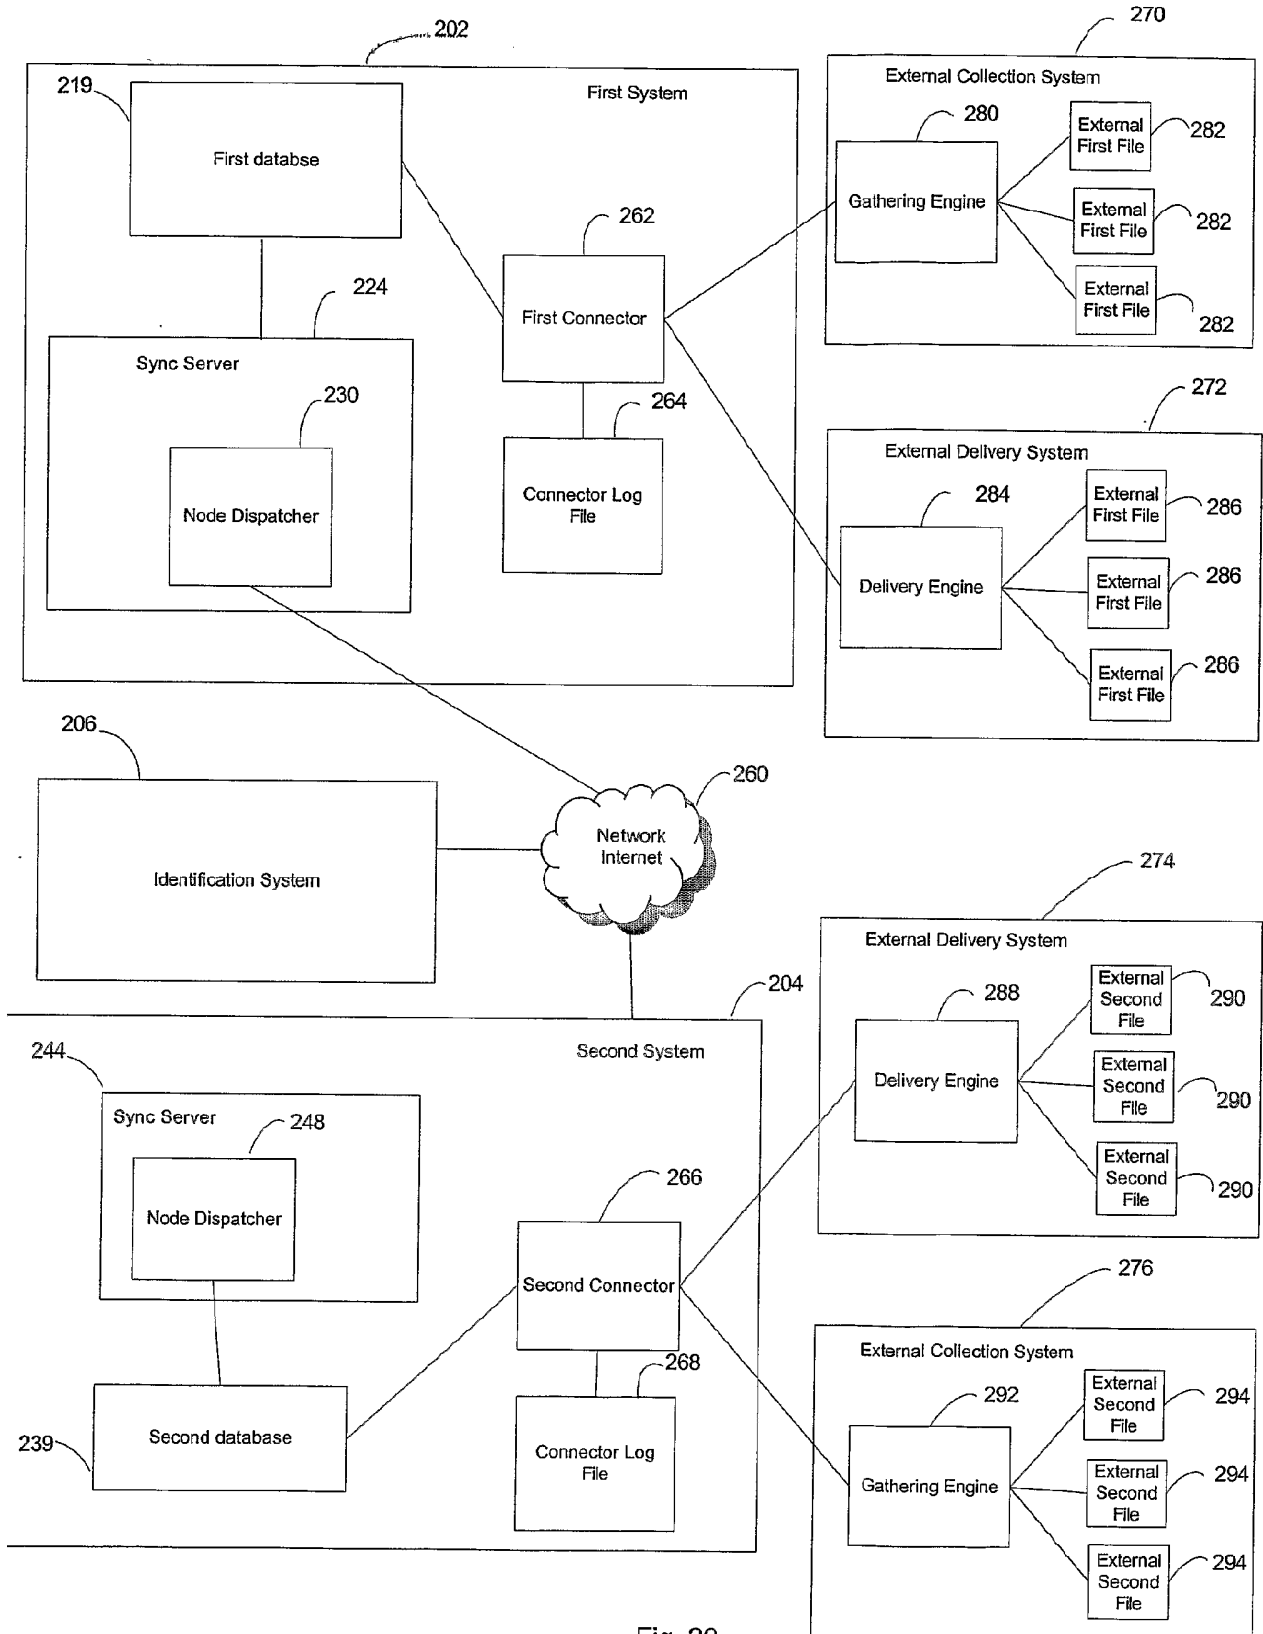 202
219
First System
First databse
262
224
First Connector
Sync Server
230
264
Node Dispatcher
Connector Log
File
270
External Collection System
280
Gathering Engine
External
First File
282
External
First File
282
External
First File
282
272
External Delivery System
284
Delivery Engine
External
First File
286
External
First File
286
External
First File
286
206
Identification System
260
Network
Internet
204
Second System
244
Sync Server
248
Node Dispatcher
266
Second Connector
268
Second database
239
Connector Log
File
274
External Delivery System
288
Delivery Engine
External
Second
File
290
External
Second
File
290
External
Second
File
290
276
External Collection System
292
Gathering Engine
External
Second
File
294
External
Second
File
294
External
Second
File
294